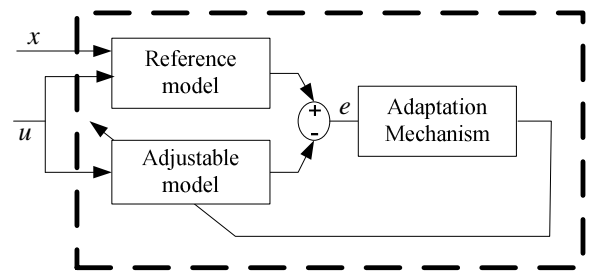 x
Reference
model
u
+
-
e
Adaptation
Mechanism
Adjustable
model